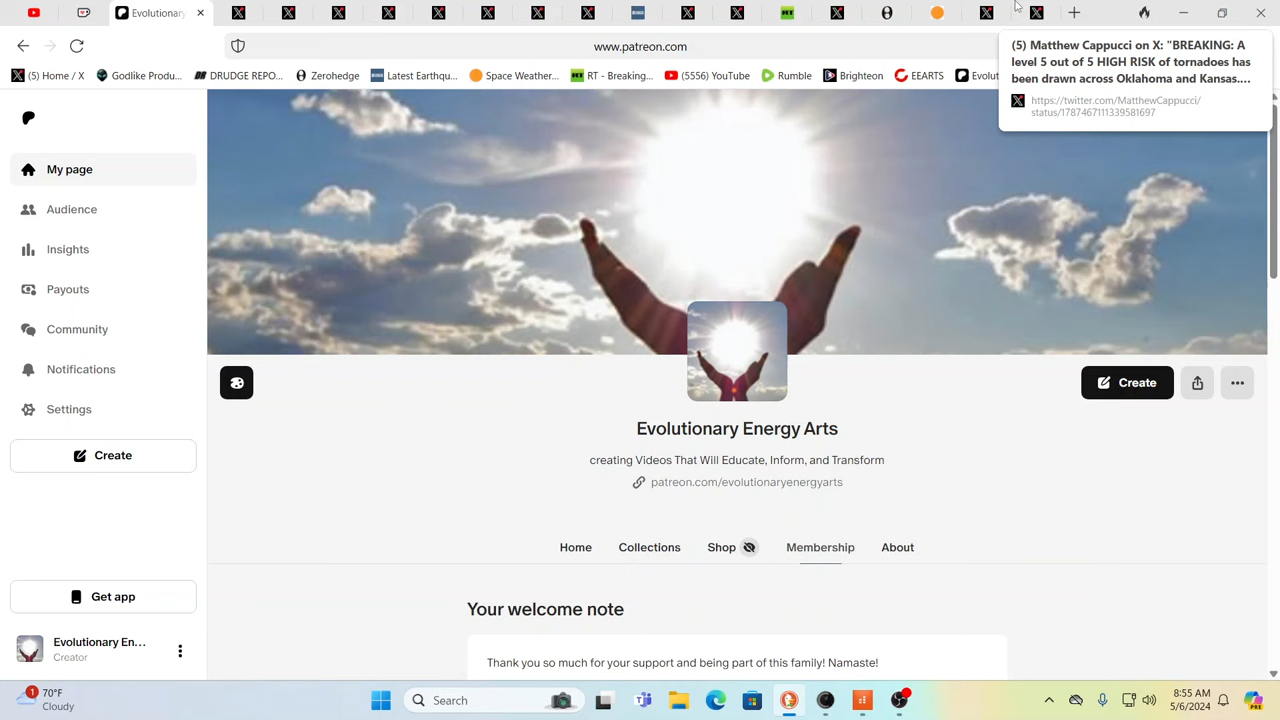 Evolutionary
www.patreon.com
(5) Home / X
Godlike Produ...
DRUDGE REPO...
Zerohedge
Latest Earthqu...
Space Weather...
RT - Breaking...
(5556) YouTube
Rumble
Brighteon
EEARTS
Evolut
(5) Matthew Cappucci on X: "BREAKING: A
level 5 out of 5 HIGH RISK of tornadoes has
been drawn across Oklahoma and Kansas....
https://twitter.com/MatthewCappucci/
status/1787467111339581697
My page
Audience
Insights
Payouts
Community
Notifications
Settings
Create
Get app
Evolutionary En...
Creator
Create
Evolutionary Energy Arts
creating Videos That Will Educate, Inform, and Transform
patreon.com/evolutionaryenergyarts
Home Collections Shop Membership About
Your welcome note
Thank you so much for your support and being part of this family! Namaste!
1
70°F
Cloudy
Search
8:55 AM
5/6/2024